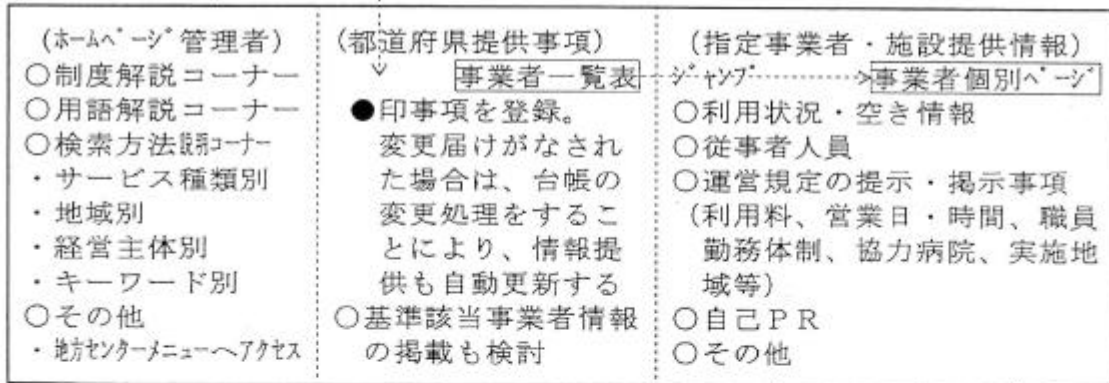 (ﾎｰﾑﾍﾟｰｼﾞ管理者)
○制度解説コーナー
○用語解説コーナー
○検索方法説明ｺｰﾅｰ
・サービス種類別
・地域別
・経営主体別
・キーワード別
○その他
・地方ｾﾝﾀｰﾒﾆｭｰへｱｸｾｽ
(都道府県提供事項)
事業者一覧表
●印事項を登録。
変更届けがなされ
た場合は、台帳の
変更処理をするこ
とにより、情報提
供も自動更新する
○基準該当事業者情報
の掲載も検討
(指定事業者・施設提供情報)
ｼﾞｬﾝﾌﾟ
事業者個別ﾍﾟｰｼﾞ
○利用状況・空き情報
○従事者人員
○運営規定の提示・掲示事項
(利用料、営業日・時間、職員
勤務体制、協力病院、実施地
域等)
○自己PR
○その他